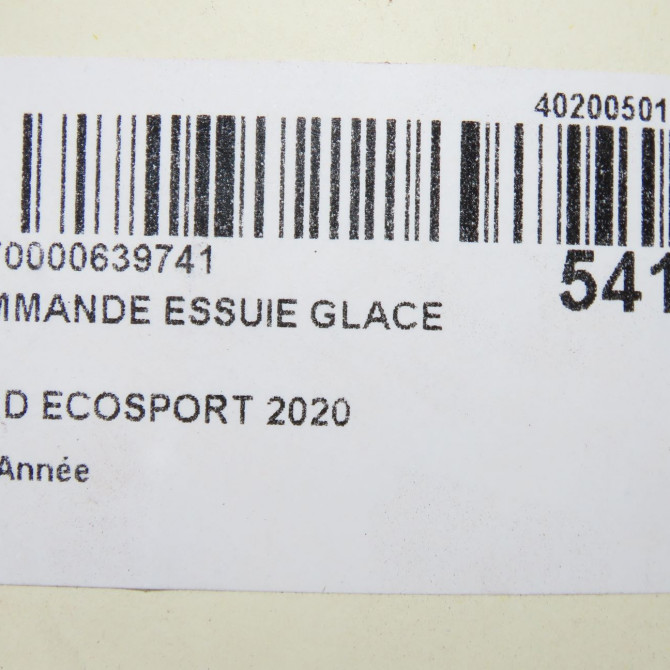 40200501
70000639741
541
MMANDE ESSUIE GLACE
D ECOSPORT 2020
Année